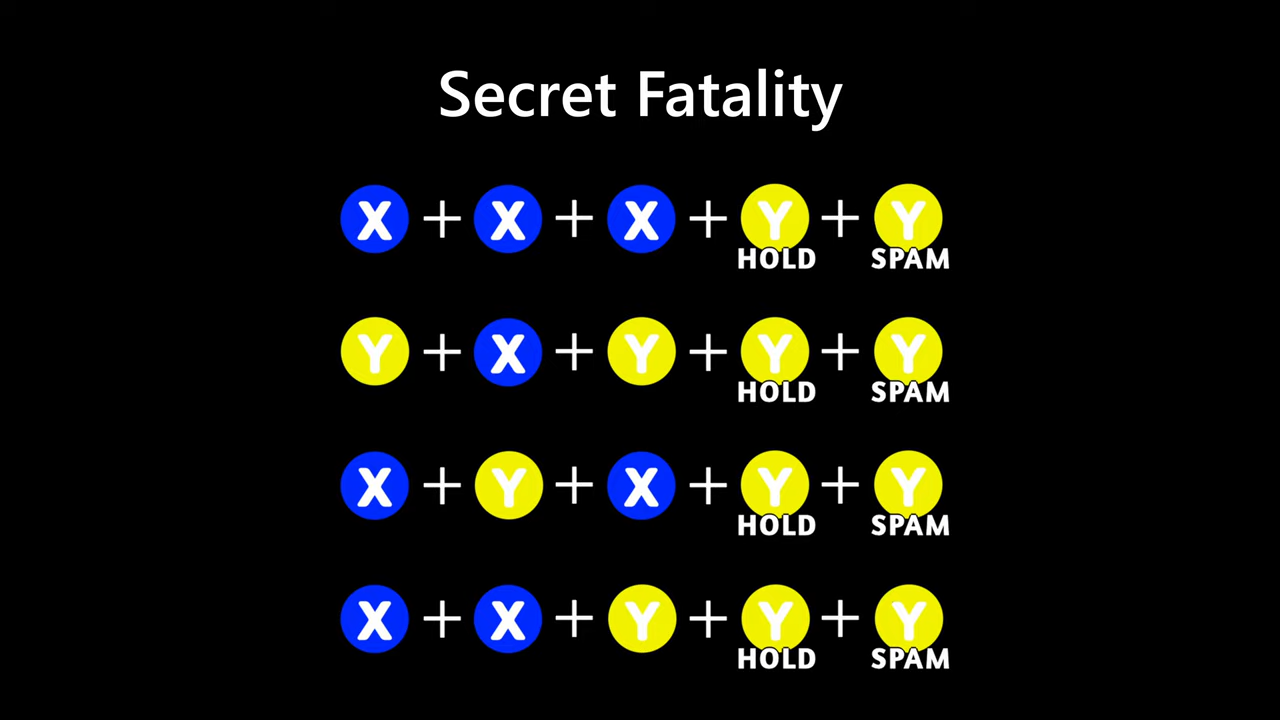 Secret Fatality
X + X + X + Y + Y
HOLD SPAM
Y + X + Y + Y + Y
HOLD SPAM
X + Y + X + Y + Y
HOLD SPAM
X + X + Y + Y + Y
HOLD SPAM